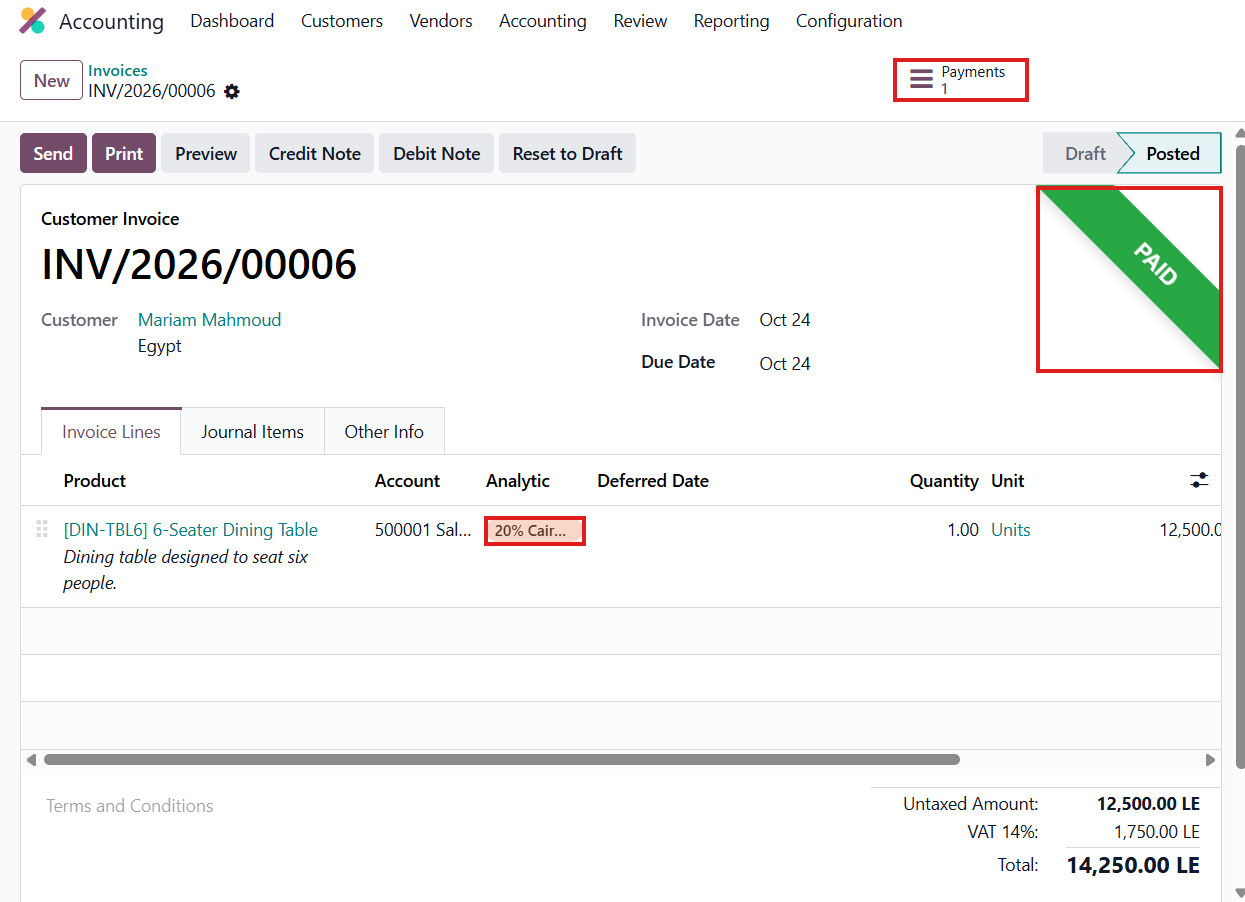 Accounting Dashboard Customers Vendors Accounting Review Reporting Configuration
New
Invoices
INV/2026/00006
Payments
1
Send Print Preview Credit Note Debit Note Reset to Draft
Draft Posted
PAID
Customer Invoice
INV/2026/00006
Customer Mariam Mahmoud
Egypt
Invoice Date Oct 24
Due Date Oct 24
Invoice Lines Journal Items Other Info
Product Account Analytic Deferred Date Quantity Unit
[DIN-TBL6] 6-Seater Dining Table 500001 Sal... 20% Cair... 1.00 Units 12,500.0
Dining table designed to seat six
people.
Terms and Conditions
Untaxed Amount: 12,500.00 LE
VAT 14%: 1,750.00 LE
Total: 14,250.00 LE